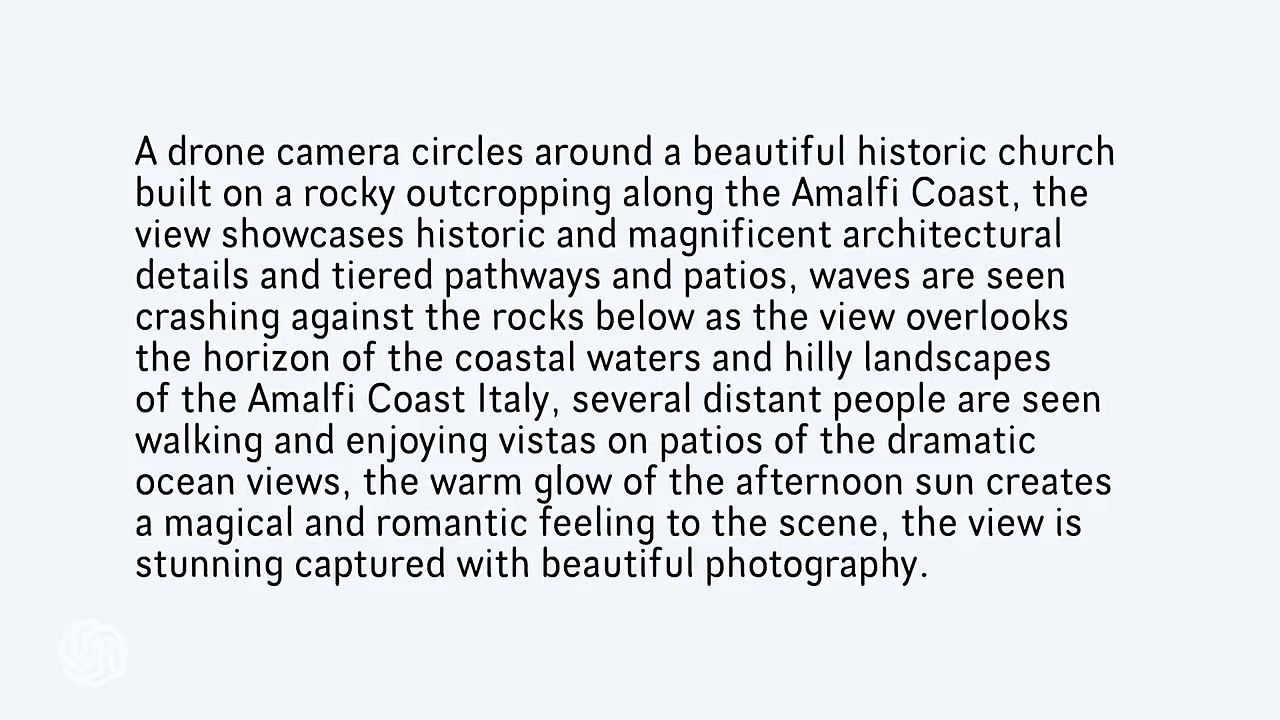 A drone camera circles around a beautiful historic church
built on a rocky outcropping along the Amalfi Coast, the
view showcases historic and magnificent architectural
details and tiered pathways and patios, waves are seen
crashing against the rocks below as the view overlooks
the horizon of the coastal waters and hilly landscapes
of the Amalfi Coast Italy, several distant people are seen
walking and enjoying vistas on patios of the dramatic
ocean views, the warm glow of the afternoon sun creates
a magical and romantic feeling to the scene, the view is
stunning captured with beautiful photography.